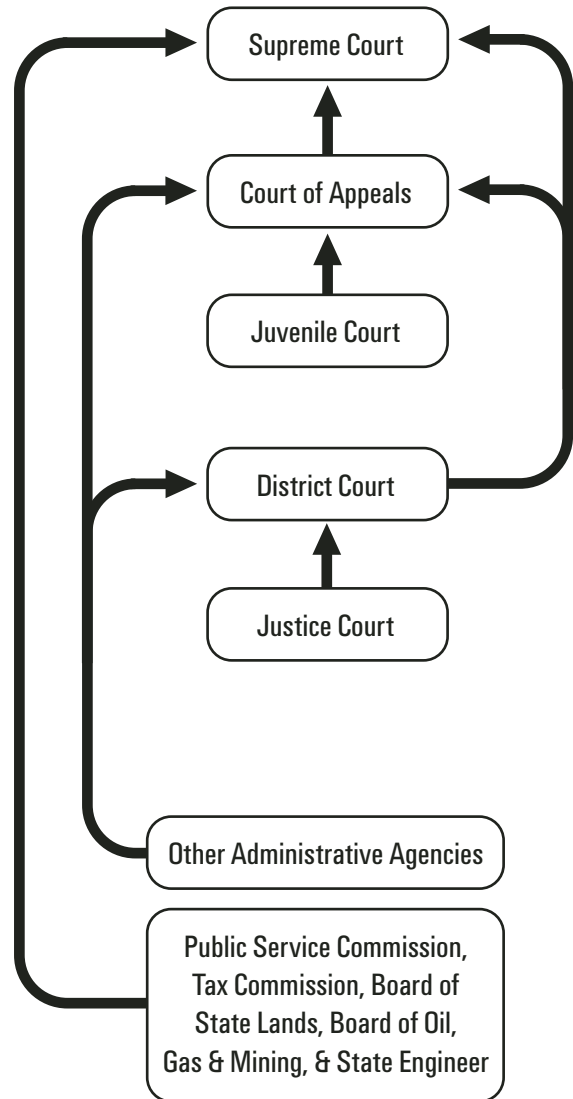 Supreme Court
Court of Appeals
Juvenile Court
District Court
Justice Court
Other Administrative Agencies
Public Service Commission,
Tax Commission, Board of
State Lands, Board of Oil,
Gas & Mining, & State Engineer